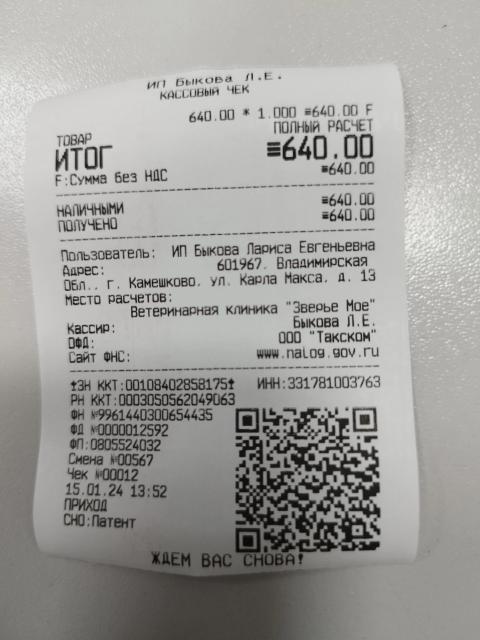 ИП Быкова Л.Е.
КАССОВЫЙ ЧЕК
640.00 * 1.000 ≡640.00 F
ПОЛНЫЙ РАСЧЕТ
ТОВАР
ИТОГ ≡640.00
F:Сумма без НДС ≡640.00
НАЛИЧНЫМИ ≡640.00
ПОЛУЧЕНО ≡640.00
Пользователь: ИП Быкова Лариса Евгеньевна
Адрес: 601967. Владимирская
Обл., г. Камешково, ул. Карла Макса, д. 13
Место расчетов:
Ветеринарная клиника "Зверье Мое"
Кассир: Быкова Л.Е.
ОФД: ООО "Такском"
Сайт ФНС: www.nalog.gov.ru
ЗН ККТ:00108402858175 ИНН:331781003763
РН ККТ:0003050562049063
ФН №9961440300654435
ФД №0000012592
ФП:0805524032
Смена №00567
Чек №00012
15.01.24 13:52
ПРИХОД
СНО:Патент
ЖДЕМ ВАС СНОВА!